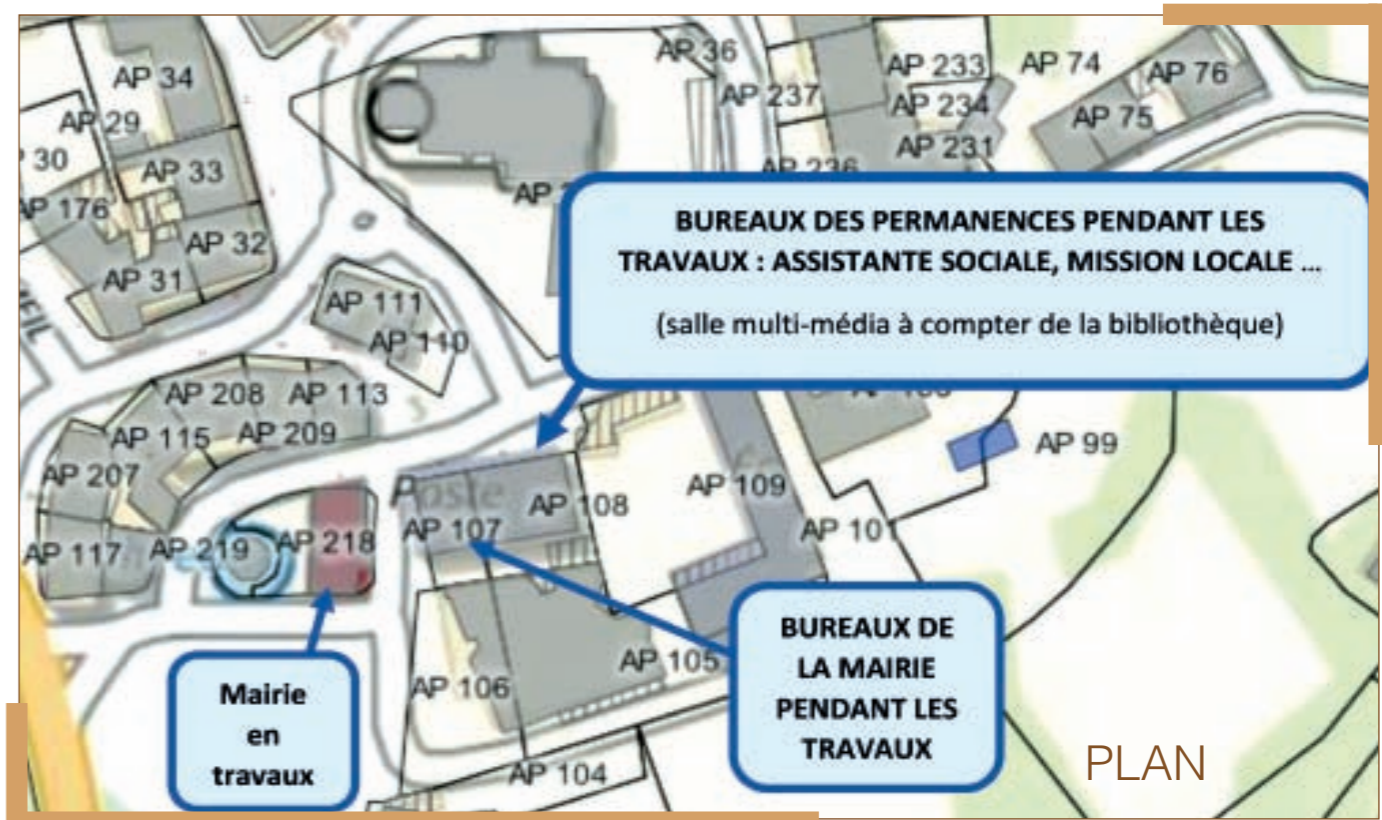 AP 34
AP 36
AP 233
AP 74
AP 76
AP 29
AP 237
AP 234
AP 75
30
AP 33
AP 236
AP 231
AP 176
AP
AP 32
AP 31
BUREAUX DES PERMANENCES PENDANT LES
TRAVAUX : ASSISTANTE SOCIALE, MISSION LOCALE ...
(salle multi-média à compter de la bibliothèque)
AP 111
AP 110
AP 208
AP 113
AP 115
AP 209
AP 99
AP 207
Poste
AP 108
AP 109
AP 117
AP 219
AP 218
AP 107
AP 101
BUREAUX DE
LA MAIRIE
PENDANT LES
TRAVAUX
AP 105
AP 106
Mairie
en
travaux
AP 104
PLAN